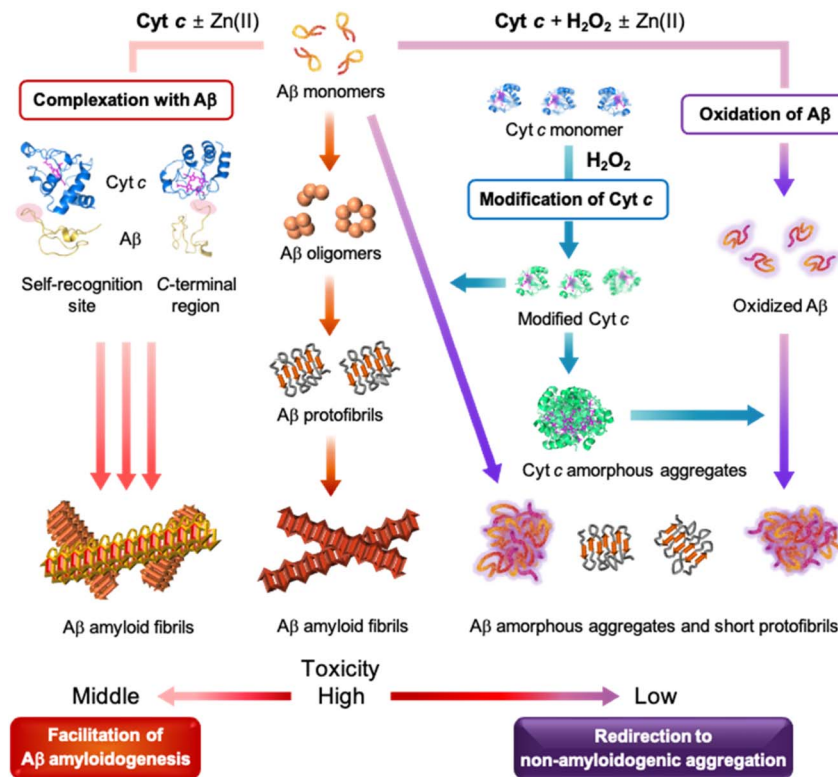 Cyt c ± Zn(II)
Cyt c + H₂O₂ ± Zn(II)
Complexation with Aβ
Aβ monomers
Cyt c monomer
Oxidation of Aβ
H₂O₂
Modification of Cyt c
Cyt c
Aβ
Self-recognition
site
C-terminal
region
Aβ oligomers
Modified Cyt c
Oxidized Aβ
Aβ protofibrils
Cyt c amorphous aggregates
Aβ amyloid fibrils
Aβ amyloid fibrils
Aβ amorphous aggregates and short protofibrils
Toxicity
Middle
High
Low
Facilitation of
Aβ amyloidogenesis
Redirection to
non-amyloidogenic aggregation